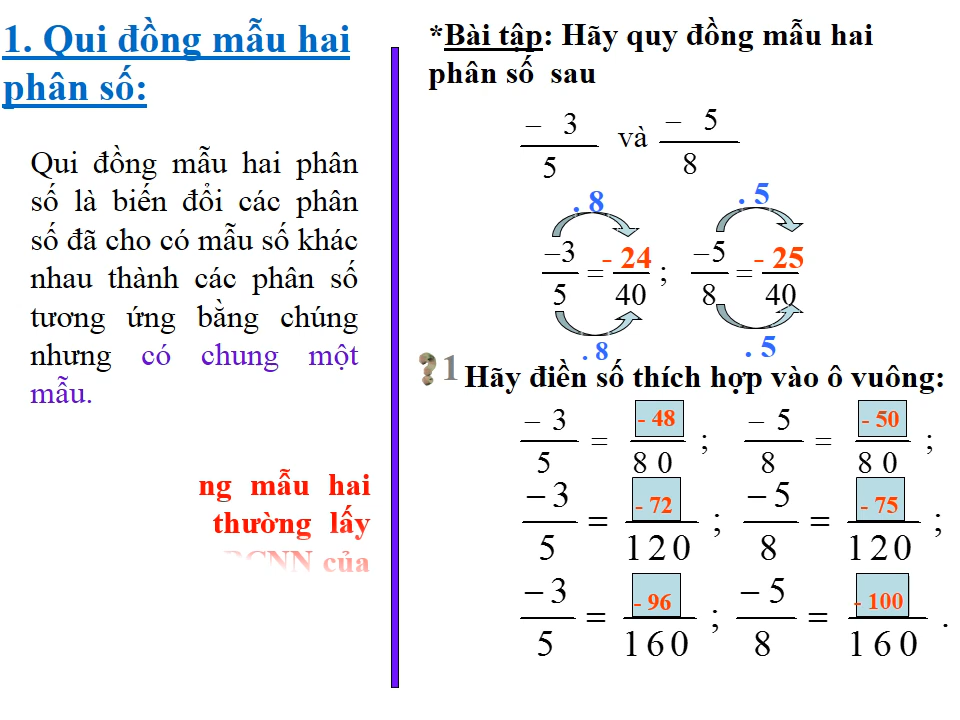 1. Qui đồng mẫu hai
phân số:
Qui đồng mẫu hai phân
số là biến đổi các phân
số đã cho có mẫu số khác
nhau thành các phân số
tương ứng bằng chúng
nhưng có chung một
mẫu.
ng mẫu hai
thường lấy
BCNN của
*Bài tập: Hãy quy đồng mẫu hai
phân số sau
– 3 / 5 và – 5 / 8
. 8 . 5
–3 / 5 = - 24 / 40 ; –5 / 8 = - 25 / 40
. 8 . 5
?1 Hãy điền số thích hợp vào ô vuông:
– 3 / 5 = - 48 / 80 ; – 5 / 8 = - 50 / 80 ;
– 3 / 5 = - 72 / 120 ; – 5 / 8 = - 75 / 120 ;
– 3 / 5 = - 96 / 160 ; – 5 / 8 = - 100 / 160 .